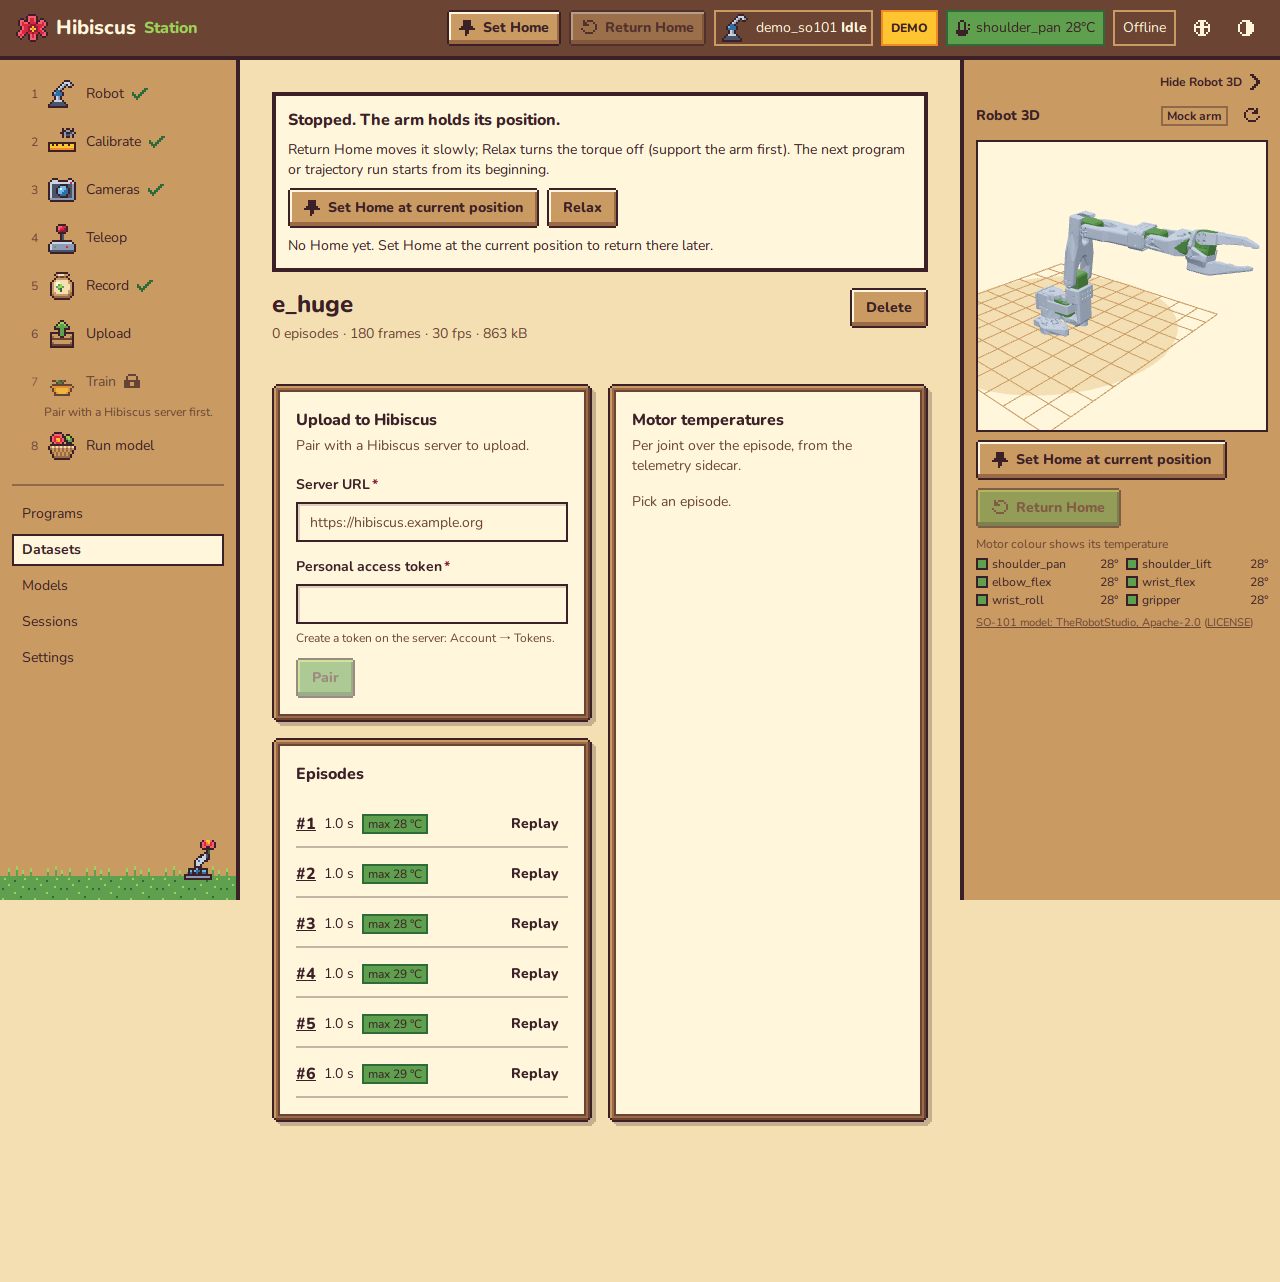 Hibiscus Station
Set Home
Return Home
demo_so101 Idle
DEMO
shoulder_pan 28°C
Offline
1 Robot
2 Calibrate
3 Cameras
4 Teleop
5 Record
6 Upload
7 Train
Pair with a Hibiscus server first.
8 Run model
Programs
Datasets
Models
Sessions
Settings
Stopped. The arm holds its position.
Return Home moves it slowly; Relax turns the torque off (support the arm first). The next program
or trajectory run starts from its beginning.
Set Home at current position
Relax
No Home yet. Set Home at the current position to return there later.
e_huge
Delete
0 episodes · 180 frames · 30 fps · 863 kB
Upload to Hibiscus
Pair with a Hibiscus server to upload.
Server URL *
https://hibiscus.example.org
Personal access token *
Create a token on the server: Account → Tokens.
Pair
Episodes
#1 1.0 s max 28 °C Replay
#2 1.0 s max 28 °C Replay
#3 1.0 s max 28 °C Replay
#4 1.0 s max 29 °C Replay
#5 1.0 s max 29 °C Replay
#6 1.0 s max 29 °C Replay
Motor temperatures
Per joint over the episode, from the
telemetry sidecar.
Pick an episode.
Hide Robot 3D
Robot 3D
Mock arm
Set Home at current position
Return Home
Motor colour shows its temperature
shoulder_pan 28° shoulder_lift 28°
elbow_flex 28° wrist_flex 28°
wrist_roll 28° gripper 28°
SO-101 model: TheRobotStudio, Apache-2.0 (LICENSE)